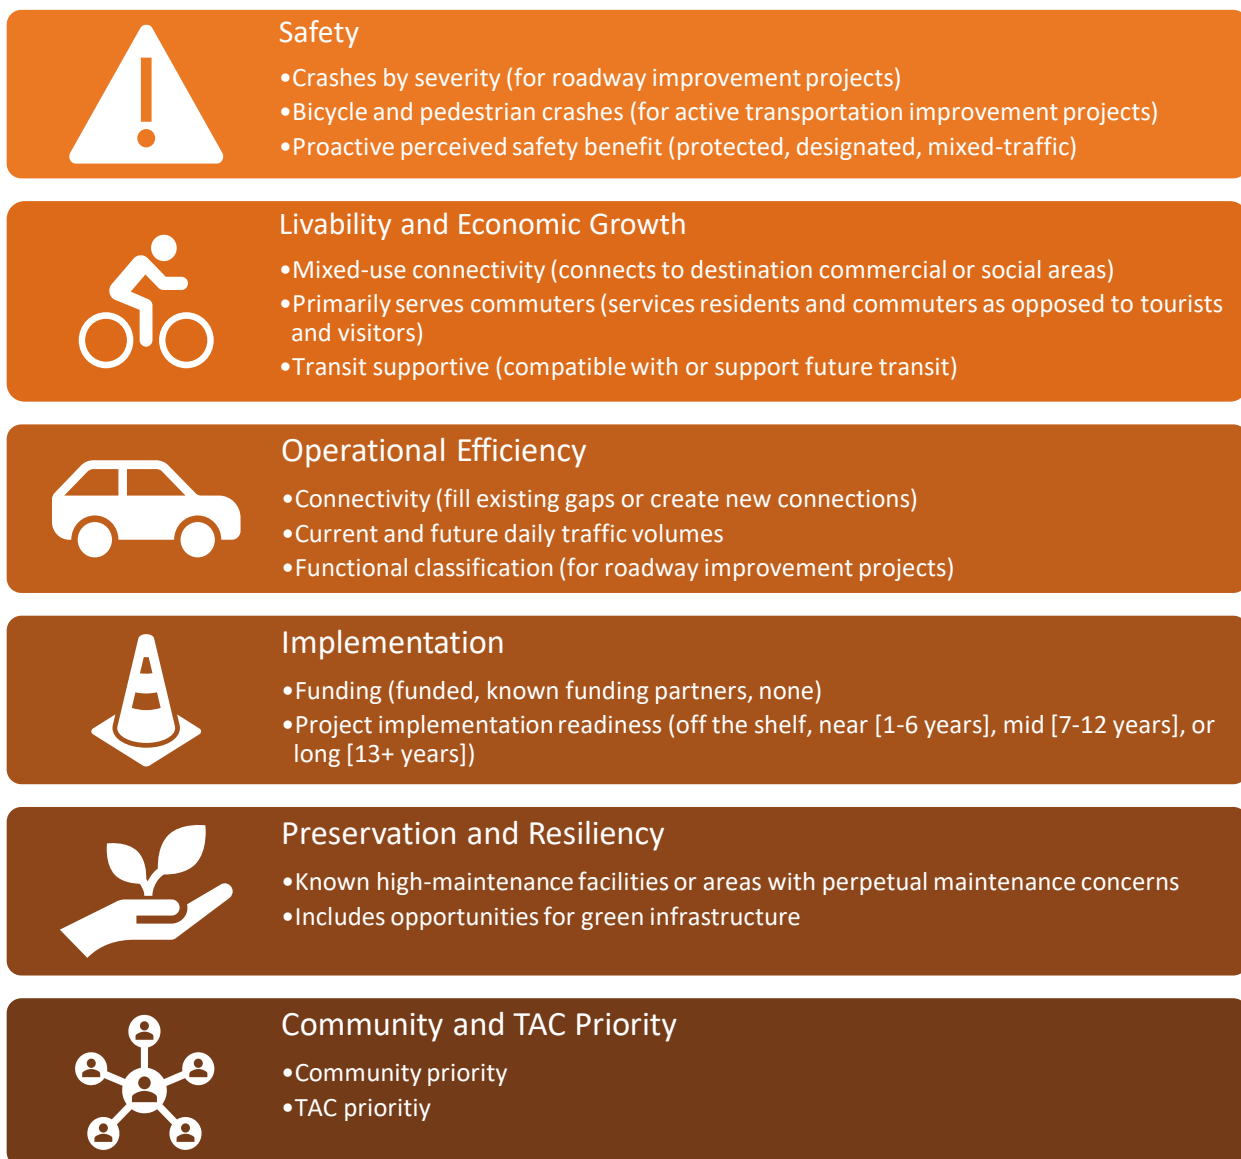 Safety
•Crashes by severity (for roadway improvement projects)
•Bicycle and pedestrian crashes (for active transportation improvement projects)
•Proactive perceived safety benefit (protected, designated, mixed-traffic)
Livability and Economic Growth
•Mixed-use connectivity (connects to destination commercial or social areas)
•Primarily serves commuters (services residents and commuters as opposed to tourists
and visitors)
•Transit supportive (compatible with or support future transit)
Operational Efficiency
•Connectivity (fill existing gaps or create new connections)
•Current and future daily traffic volumes
•Functional classification (for roadway improvement projects)
Implementation
•Funding (funded, known funding partners, none)
•Project implementation readiness (off the shelf, near [1-6 years], mid [7-12 years], or
long [13+ years])
Preservation and Resiliency
•Known high-maintenance facilities or areas with perpetual maintenance concerns
•Includes opportunities for green infrastructure
Community and TAC Priority
•Community priority
•TAC prioritiy